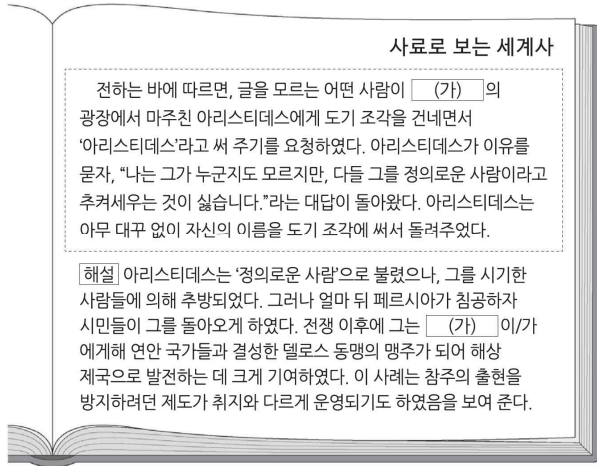 사료로 보는 세계사
전하는 바에 따르면, 글을 모르는 어떤 사람이 (가) 의
광장에서 마주친 아리스티데스에게 도기 조각을 건네면서
‘아리스티데스’라고 써 주기를 요청하였다. 아리스티데스가 이유를
묻자, “나는 그가 누군지도 모르지만, 다들 그를 정의로운 사람이라고
추켜세우는 것이 싫습니다.”라는 대답이 돌아왔다. 아리스티데스는
아무 대꾸 없이 자신의 이름을 도기 조각에 써서 돌려주었다.
해설 아리스티데스는 ‘정의로운 사람’으로 불렸으나, 그를 시기한
사람들에 의해 추방되었다. 그러나 얼마 뒤 페르시아가 침공하자
시민들이 그를 돌아오게 하였다. 전쟁 이후에 그는 (가) 이/가
에게해 연안 국가들과 결성한 델로스 동맹의 맹주가 되어 해상
제국으로 발전하는 데 크게 기여하였다. 이 사례는 참주의 출현을
방지하려던 제도가 취지와 다르게 운영되기도 하였음을 보여 준다.